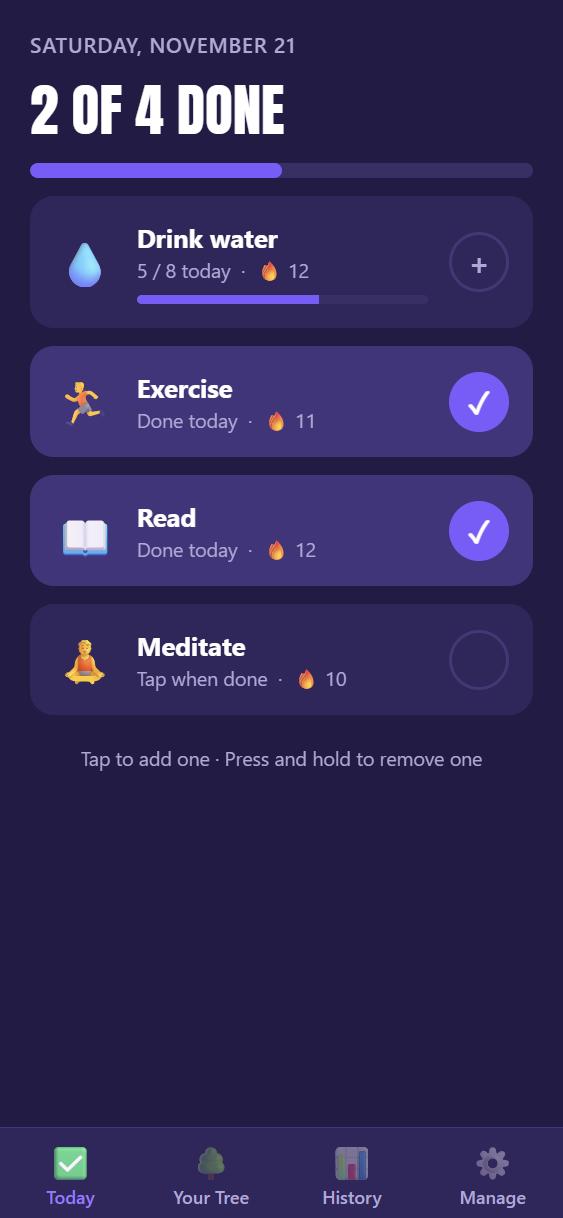 SATURDAY, NOVEMBER 21
2 OF 4 DONE
Drink water
5 / 8 today · 🔥 12
+
Exercise
Done today · 🔥 11
Read
Done today · 🔥 12
Meditate
Tap when done · 🔥 10
Tap to add one · Press and hold to remove one
Today
Your Tree
History
Manage